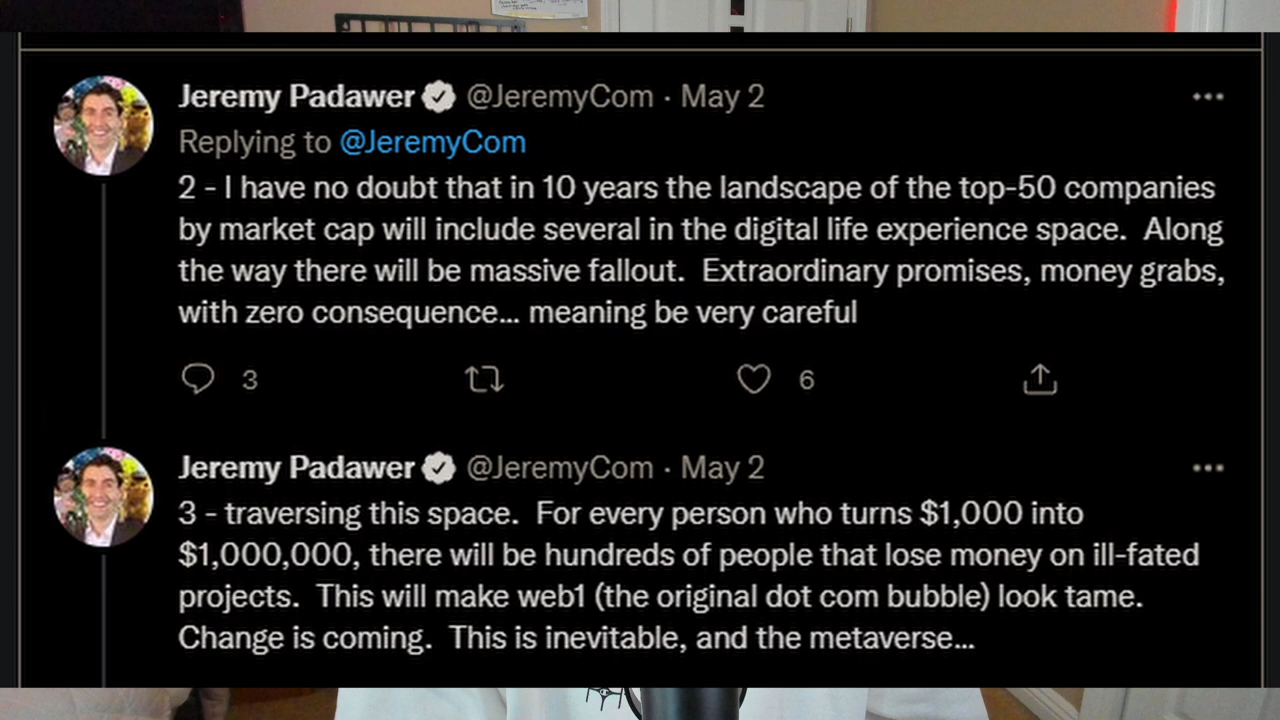 Jeremy Padawer @JeremyCom · May 2
Replying to @JeremyCom
2 - I have no doubt that in 10 years the landscape of the top-50 companies
by market cap will include several in the digital life experience space.  Along
the way there will be massive fallout.  Extraordinary promises, money grabs,
with zero consequence... meaning be very careful
3 6
Jeremy Padawer @JeremyCom · May 2
3 - traversing this space.  For every person who turns $1,000 into
$1,000,000, there will be hundreds of people that lose money on ill-fated
projects.  This will make web1 (the original dot com bubble) look tame.
Change is coming.  This is inevitable, and the metaverse...